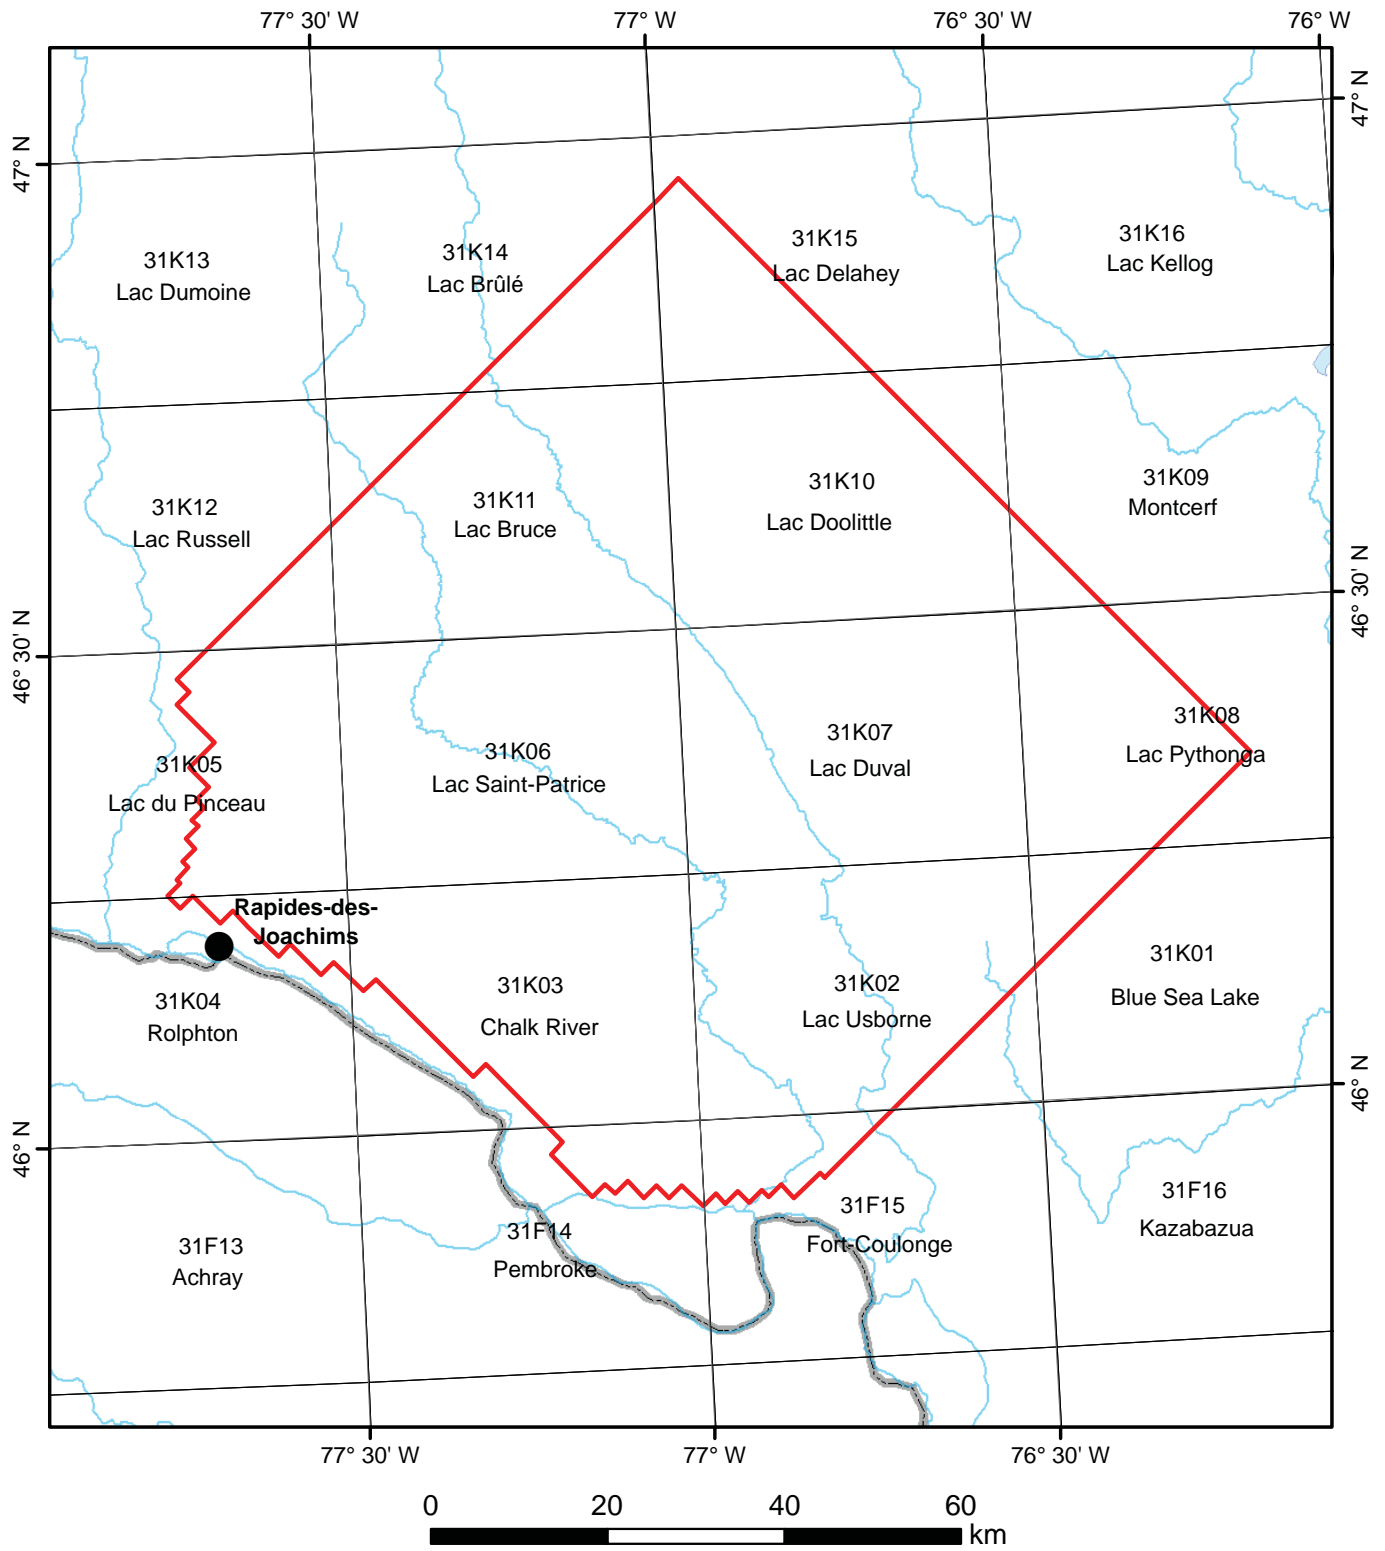 77° 30' W
77° W
76° 30' W
76° W
47° N
47° N
31K13
Lac Dumoine
31K14
Lac Brûlé
31K15
Lac Delahey
31K16
Lac Kellog
31K12
Lac Russell
31K11
Lac Bruce
31K10
Lac Doolittle
31K09
Montcerf
46° 30' N
46° 30' N
31K05
Lac du Pinceau
31K06
Lac Saint-Patrice
31K07
Lac Duval
31K08
Lac Pythonga
Rapides-des-
Joachims
31K04
Rolphton
31K03
Chalk River
31K02
Lac Usborne
31K01
Blue Sea Lake
46° N
46° N
31F13
Achray
31F14
Pembroke
31F15
Fort-Coulonge
31F16
Kazabazua
77° 30' W
77° W
76° 30' W
0 20 40 60
km